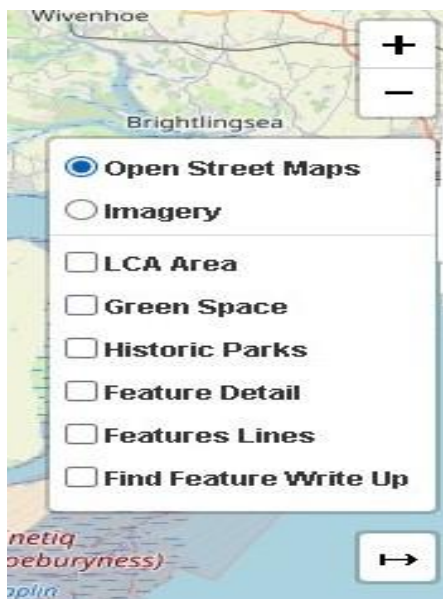 Wivenhoe
+
−
Brightlingsea
Open Street Maps
Imagery
LCA Area
Green Space
Historic Parks
Feature Detail
Features Lines
Find Feature Write Up
netiq
oeburyness)
aplin